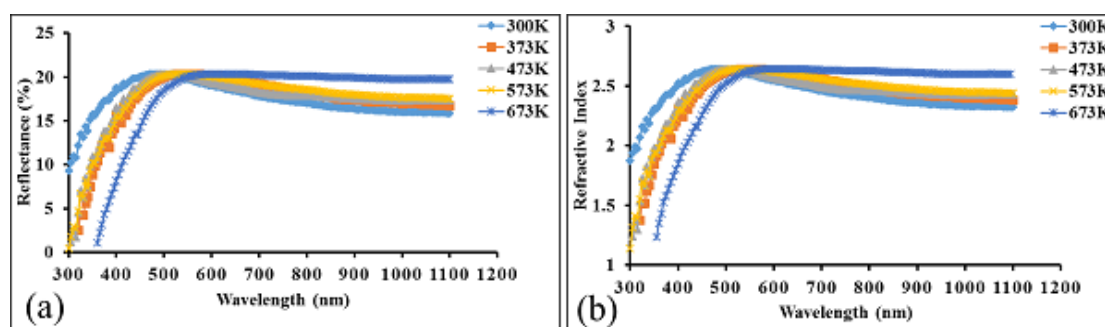 25
20
15
10
5
0
Reflectance (%)
300 400 500 600 700 800 900 1000 1100 1200
Wavelength (nm)
300K
373K
473K
573K
673K
(a)
3
2.5
2
1.5
1
Refractive Index
300 400 500 600 700 800 900 1000 1100 1200
Wavelength (nm)
300K
373K
473K
573K
673K
(b)